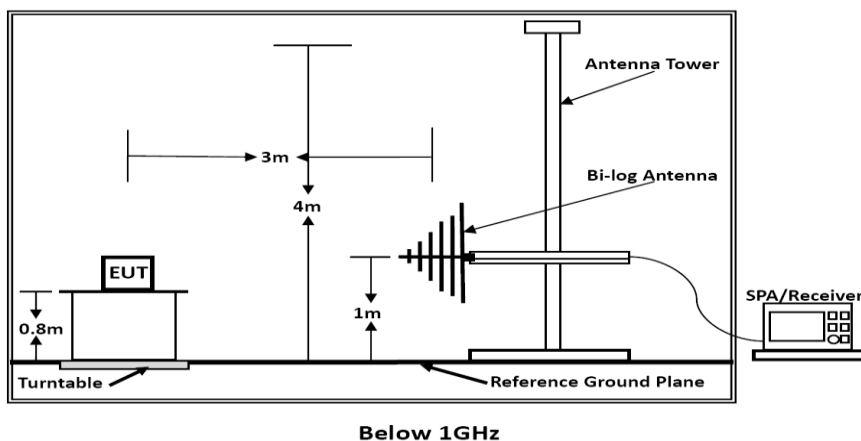 Antenna Tower
3m
Bi-log Antenna
4m
EUT
SPA/Receiver
0.8m
1m
Turntable
Reference Ground Plane
Below 1GHz